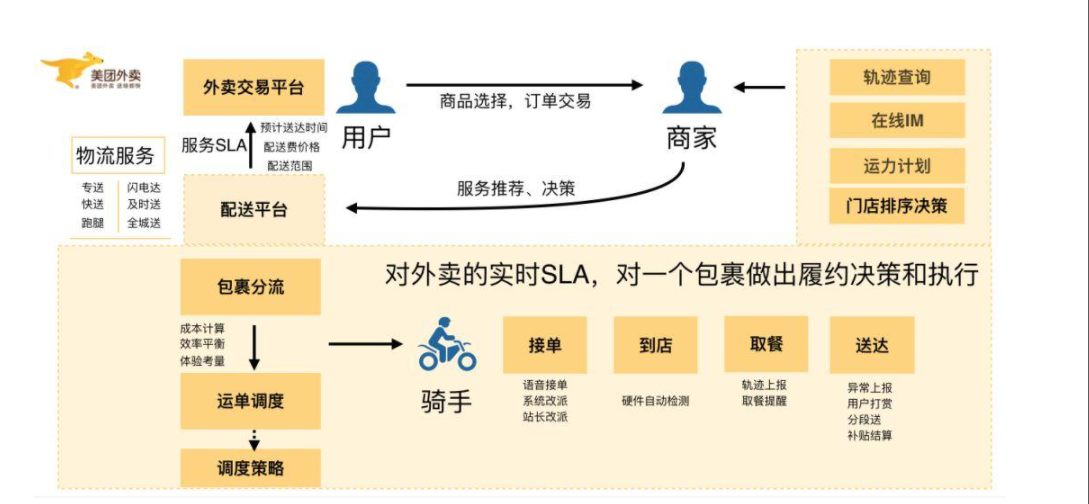 美团外卖
美团外卖 送啥都快
外卖交易平台
用户
商品选择，订单交易
商家
轨迹查询
在线IM
运力计划
门店排序决策
服务SLA
预计送达时间
配送费价格
配送范围
物流服务
专送
快送
跑腿
闪电达
及时送
全城送
配送平台
服务推荐、决策
对外卖的实时SLA，对一个包裹做出履约决策和执行
包裹分流
成本计算
效率平衡
体验考量
运单调度
调度策略
骑手
接单
语音接单
系统改派
站长改派
到店
硬件自动检测
取餐
轨迹上报
取餐提醒
送达
异常上报
用户打赏
分段送
补贴结算